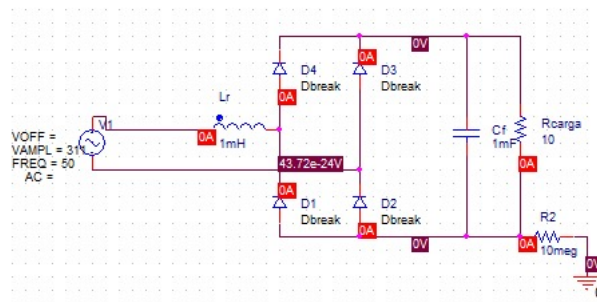 0V
0A
D4
D3
Dbreak
Dbreak
Lr
0A
V1
0A
1mH
VOFF =
VAMPL = 311
FREQ = 50
AC =
Cf
1mF
Rcarga
10
43.72e-24V
0A
0A
D1
D2
Dbreak
Dbreak
R2
0A
0V
0A
10meg
0V